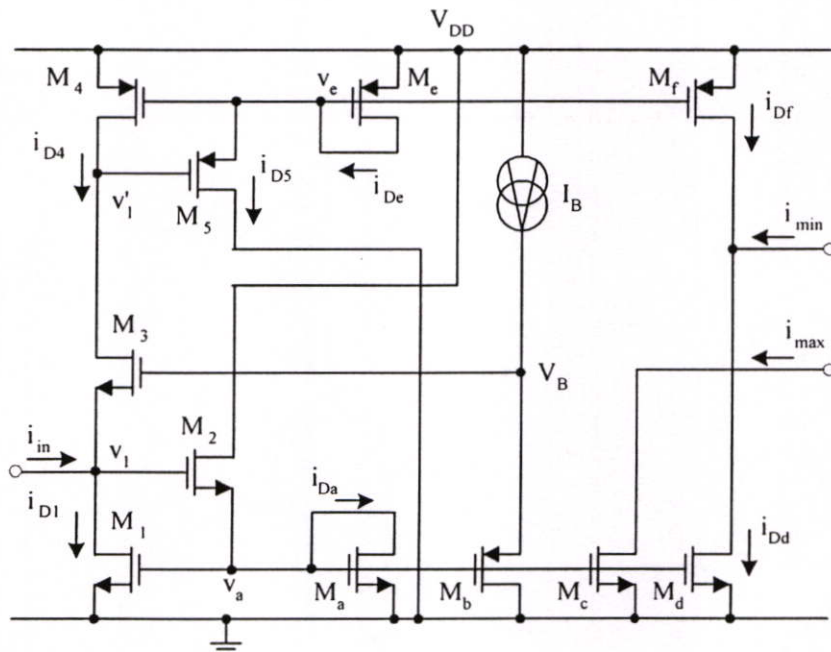 V_DD
M_4
v_e
M_e
M_f
i_Df
i_D4
i_D5
i_De
v'_1
M_5
I_B
i_min
i_max
M_3
V_B
i_in
v_1
M_2
i_D1
M_1
i_Da
i_Dd
v_a
M_a
M_b
M_c
M_d